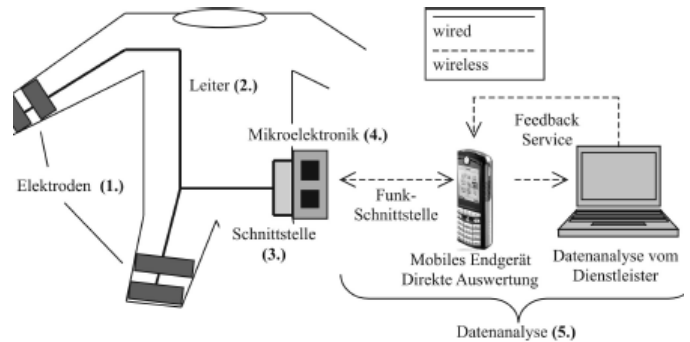 wired
wireless
Leiter (2.)
Mikroelektronik (4.)
Feedback
Service
Elektroden (1.)
Funk-
Schnittstelle
Schnittstelle
(3.)
Mobiles Endgerät
Direkte Auswertung
Datenanalyse vom
Dienstleister
Datenanalyse (5.)